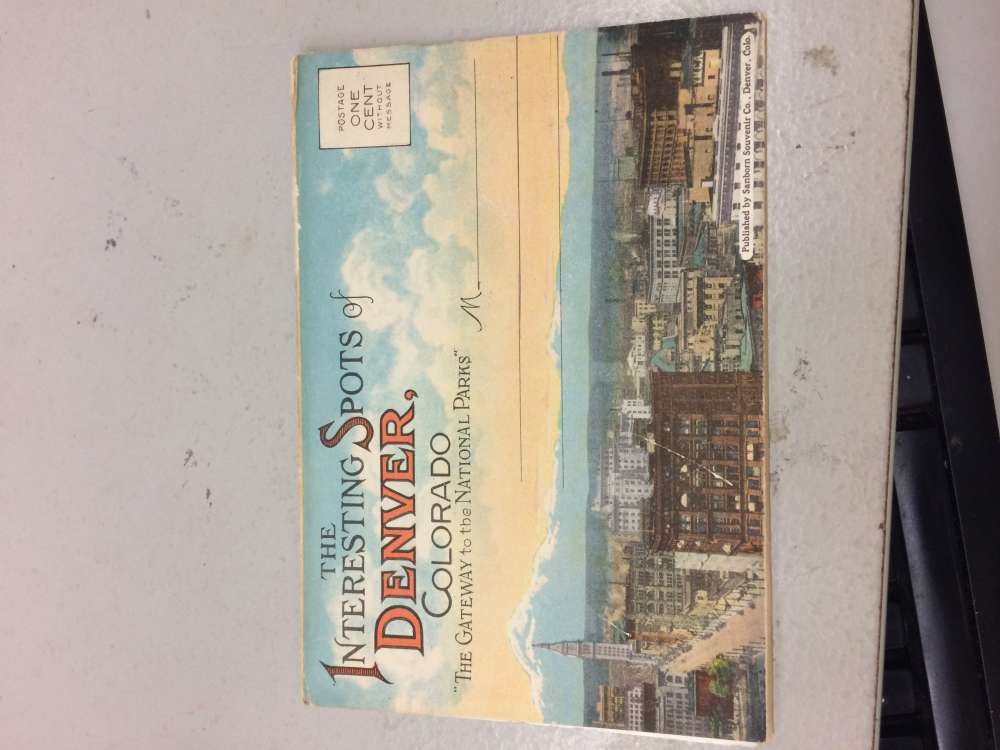 THE
INTERESTING SPOTS of
DENVER,
COLORADO
"THE GATEWAY to the NATIONAL PARKS"
POSTAGE
ONE
CENT
WITHOUT
MESSAGE
M
Published by Sanborn Souvenir Co., Denver, Colo.